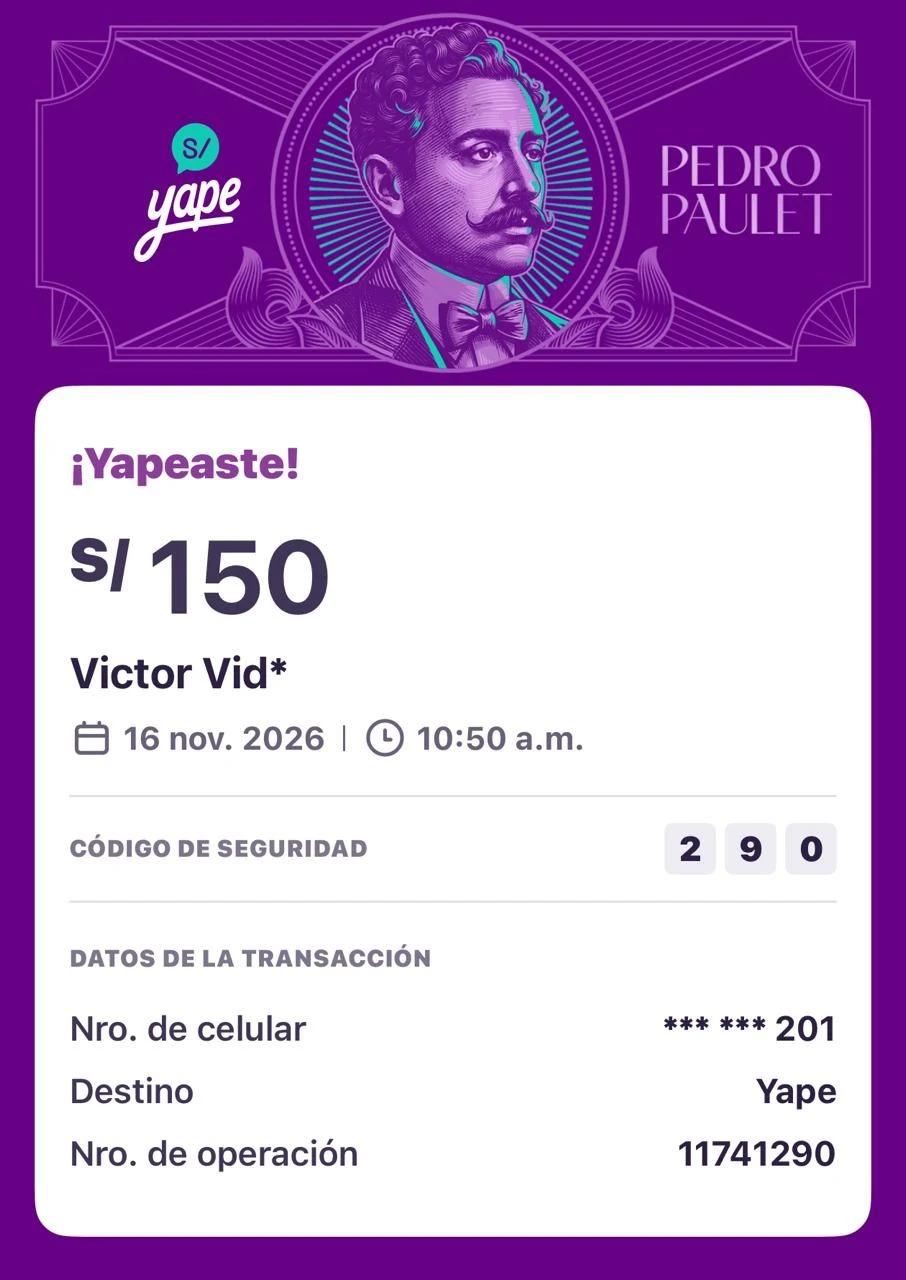 S/
yape
PEDRO
PAULET
¡Yapeaste!
S/ 150
Victor Vid*
16 nov. 2026 | 10:50 a.m.
CÓDIGO DE SEGURIDAD 2 9 0
DATOS DE LA TRANSACCIÓN
Nro. de celular *** *** 201
Destino Yape
Nro. de operación 11741290